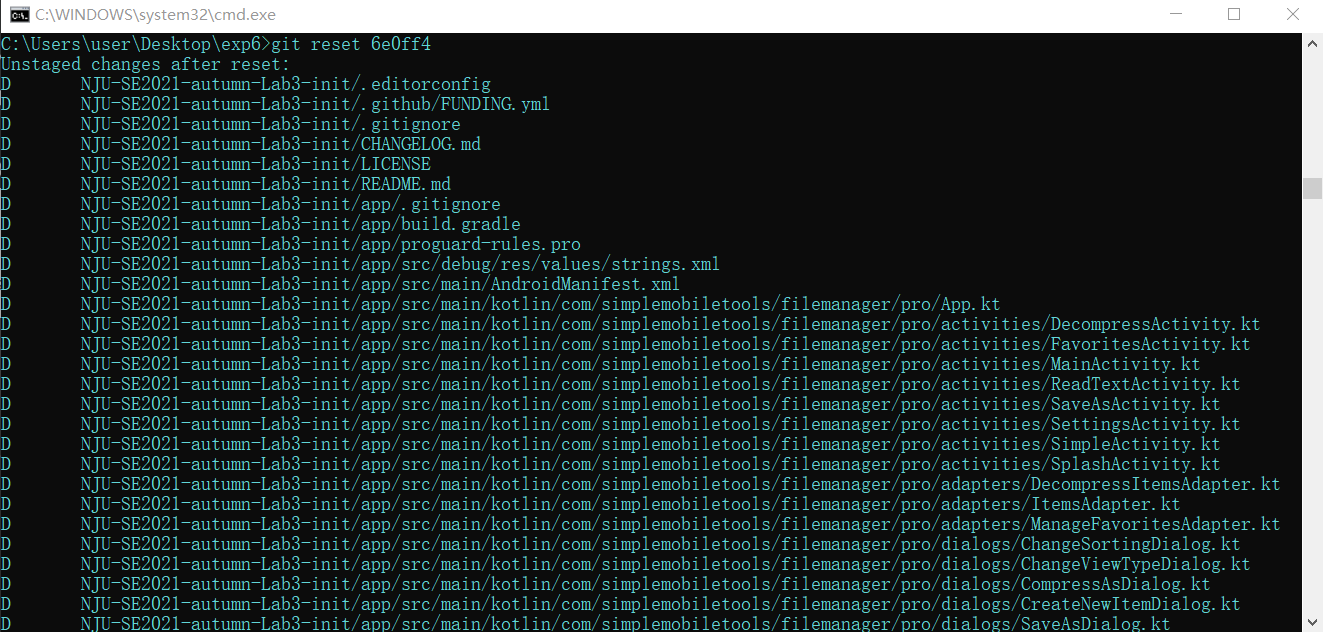 C:\WINDOWS\system32\cmd.exe
C:\Users\user\Desktop\exp6>git reset 6e0ff4
Unstaged changes after reset:
D       NJU-SE2021-autumn-Lab3-init/.editorconfig
D       NJU-SE2021-autumn-Lab3-init/.github/FUNDING.yml
D       NJU-SE2021-autumn-Lab3-init/.gitignore
D       NJU-SE2021-autumn-Lab3-init/CHANGELOG.md
D       NJU-SE2021-autumn-Lab3-init/LICENSE
D       NJU-SE2021-autumn-Lab3-init/README.md
D       NJU-SE2021-autumn-Lab3-init/app/.gitignore
D       NJU-SE2021-autumn-Lab3-init/app/build.gradle
D       NJU-SE2021-autumn-Lab3-init/app/proguard-rules.pro
D       NJU-SE2021-autumn-Lab3-init/app/src/debug/res/values/strings.xml
D       NJU-SE2021-autumn-Lab3-init/app/src/main/AndroidManifest.xml
D       NJU-SE2021-autumn-Lab3-init/app/src/main/kotlin/com/simplemobiletools/filemanager/pro/App.kt
D       NJU-SE2021-autumn-Lab3-init/app/src/main/kotlin/com/simplemobiletools/filemanager/pro/activities/DecompressActivity.kt
D       NJU-SE2021-autumn-Lab3-init/app/src/main/kotlin/com/simplemobiletools/filemanager/pro/activities/FavoritesActivity.kt
D       NJU-SE2021-autumn-Lab3-init/app/src/main/kotlin/com/simplemobiletools/filemanager/pro/activities/MainActivity.kt
D       NJU-SE2021-autumn-Lab3-init/app/src/main/kotlin/com/simplemobiletools/filemanager/pro/activities/ReadTextActivity.kt
D       NJU-SE2021-autumn-Lab3-init/app/src/main/kotlin/com/simplemobiletools/filemanager/pro/activities/SaveAsActivity.kt
D       NJU-SE2021-autumn-Lab3-init/app/src/main/kotlin/com/simplemobiletools/filemanager/pro/activities/SettingsActivity.kt
D       NJU-SE2021-autumn-Lab3-init/app/src/main/kotlin/com/simplemobiletools/filemanager/pro/activities/SimpleActivity.kt
D       NJU-SE2021-autumn-Lab3-init/app/src/main/kotlin/com/simplemobiletools/filemanager/pro/activities/SplashActivity.kt
D       NJU-SE2021-autumn-Lab3-init/app/src/main/kotlin/com/simplemobiletools/filemanager/pro/adapters/DecompressItemsAdapter.kt
D       NJU-SE2021-autumn-Lab3-init/app/src/main/kotlin/com/simplemobiletools/filemanager/pro/adapters/ItemsAdapter.kt
D       NJU-SE2021-autumn-Lab3-init/app/src/main/kotlin/com/simplemobiletools/filemanager/pro/adapters/ManageFavoritesAdapter.kt
D       NJU-SE2021-autumn-Lab3-init/app/src/main/kotlin/com/simplemobiletools/filemanager/pro/dialogs/ChangeSortingDialog.kt
D       NJU-SE2021-autumn-Lab3-init/app/src/main/kotlin/com/simplemobiletools/filemanager/pro/dialogs/ChangeViewTypeDialog.kt
D       NJU-SE2021-autumn-Lab3-init/app/src/main/kotlin/com/simplemobiletools/filemanager/pro/dialogs/CompressAsDialog.kt
D       NJU-SE2021-autumn-Lab3-init/app/src/main/kotlin/com/simplemobiletools/filemanager/pro/dialogs/CreateNewItemDialog.kt
D       NJU-SE2021-autumn-Lab3-init/app/src/main/kotlin/com/simplemobiletools/filemanager/pro/dialogs/SaveAsDialog.kt